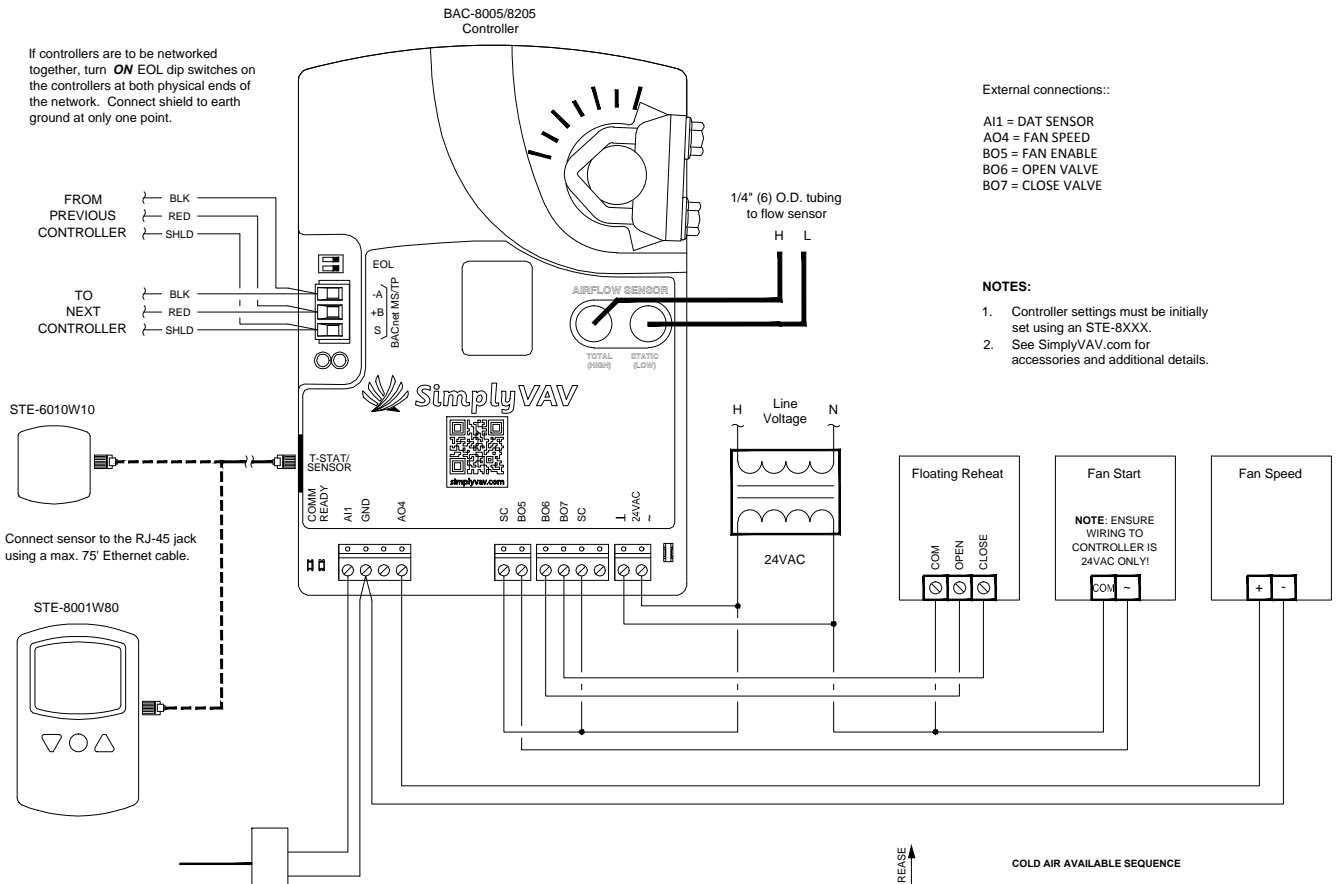 BAC-8005/8205
Controller
If controllers are to be networked
together, turn ON EOL dip switches on
the controllers at both physical ends of
the network. Connect shield to earth
ground at only one point.
External connections::
AI1 = DAT SENSOR
AO4 = FAN SPEED
BO5 = FAN ENABLE
BO6 = OPEN VALVE
BO7 = CLOSE VALVE
FROM
PREVIOUS
CONTROLLER
BLK
RED
SHLD
1/4" (6) O.D. tubing
to flow sensor
H L
TO
NEXT
CONTROLLER
BLK
RED
SHLD
EOL
-A
+B
S
BACnet MS/TP
AIRFLOW SENSOR
TOTAL
(HIGH)
STATIC
(LOW)
NOTES:
1. Controller settings must be initially
set using an STE-8XXX.
2. See SimplyVAV.com for
accessories and additional details.
SimplyVAV
simplyvav.com
STE-6010W10
T-STAT/
SENSOR
COMM
READY
AI1
GND
AO4
SC
BO5
BO6
BO7
SC
⊥
24VAC
~
H
Line
Voltage
N
24VAC
Connect sensor to the RJ-45 jack
using a max. 75' Ethernet cable.
STE-8001W80
Floating Reheat
COM
OPEN
CLOSE
Fan Start
NOTE: ENSURE
WIRING TO
CONTROLLER IS
24VAC ONLY!
COM ~
Fan Speed
+ -
REASE
COLD AIR AVAILABLE SEQUENCE